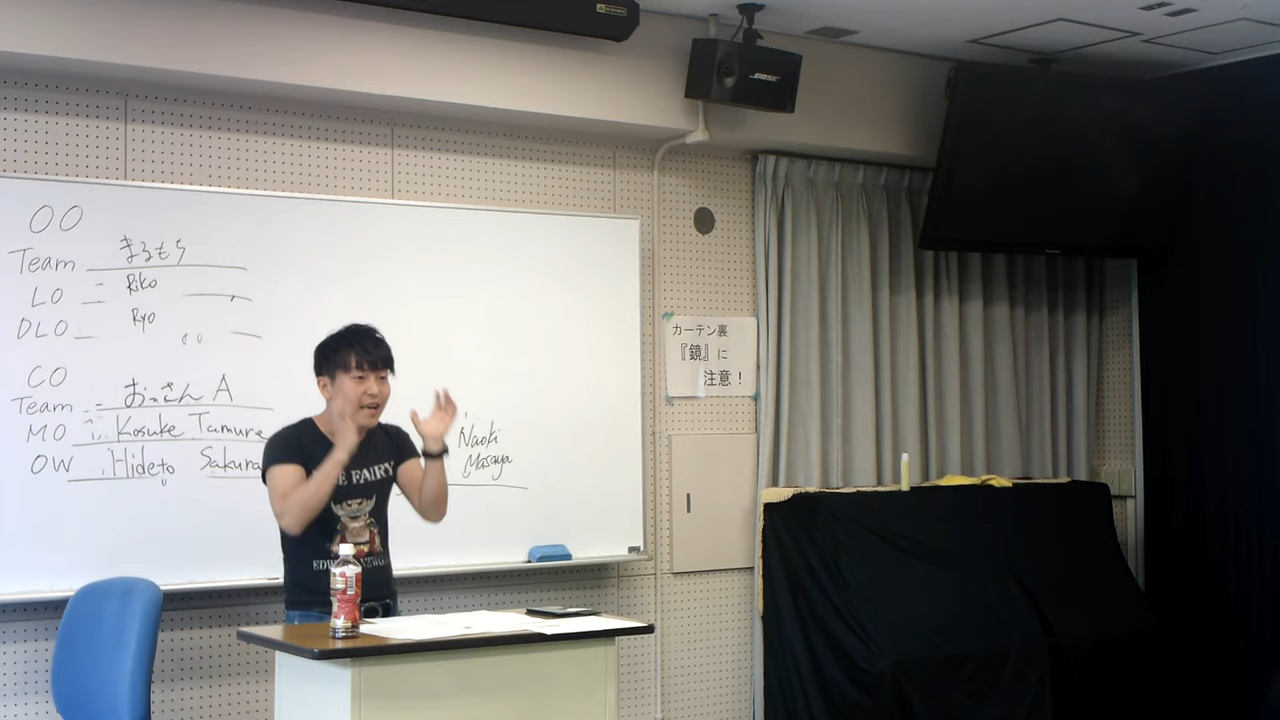 OO
Team まるもち
LO Riko
DLO Ryo
CO
Team おっさんA
MO Kosuke Tamura
OW Hideto Sakura
Naoki
Masaya
BOSE
カーテン裏
『鏡』に
注意！
FAIRY